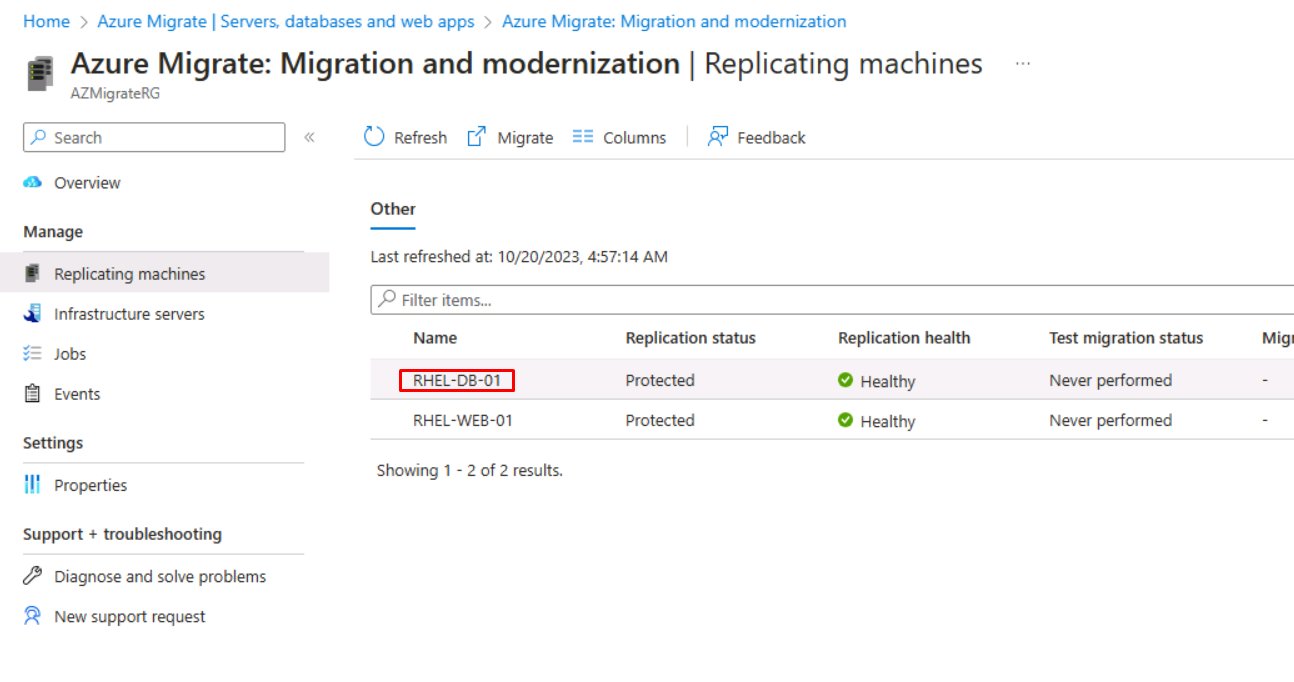 Home > Azure Migrate | Servers, databases and web apps > Azure Migrate: Migration and modernization
Azure Migrate: Migration and modernization | Replicating machines ...
AZMigrateRG
Search «
Refresh Migrate Columns Feedback
Overview
Manage
Replicating machines
Infrastructure servers
Jobs
Events
Settings
Properties
Support + troubleshooting
Diagnose and solve problems
New support request
Other
Last refreshed at: 10/20/2023, 4:57:14 AM
Filter items...
Name Replication status Replication health Test migration status
RHEL-DB-01 Protected Healthy Never performed -
RHEL-WEB-01 Protected Healthy Never performed -
Showing 1 - 2 of 2 results.